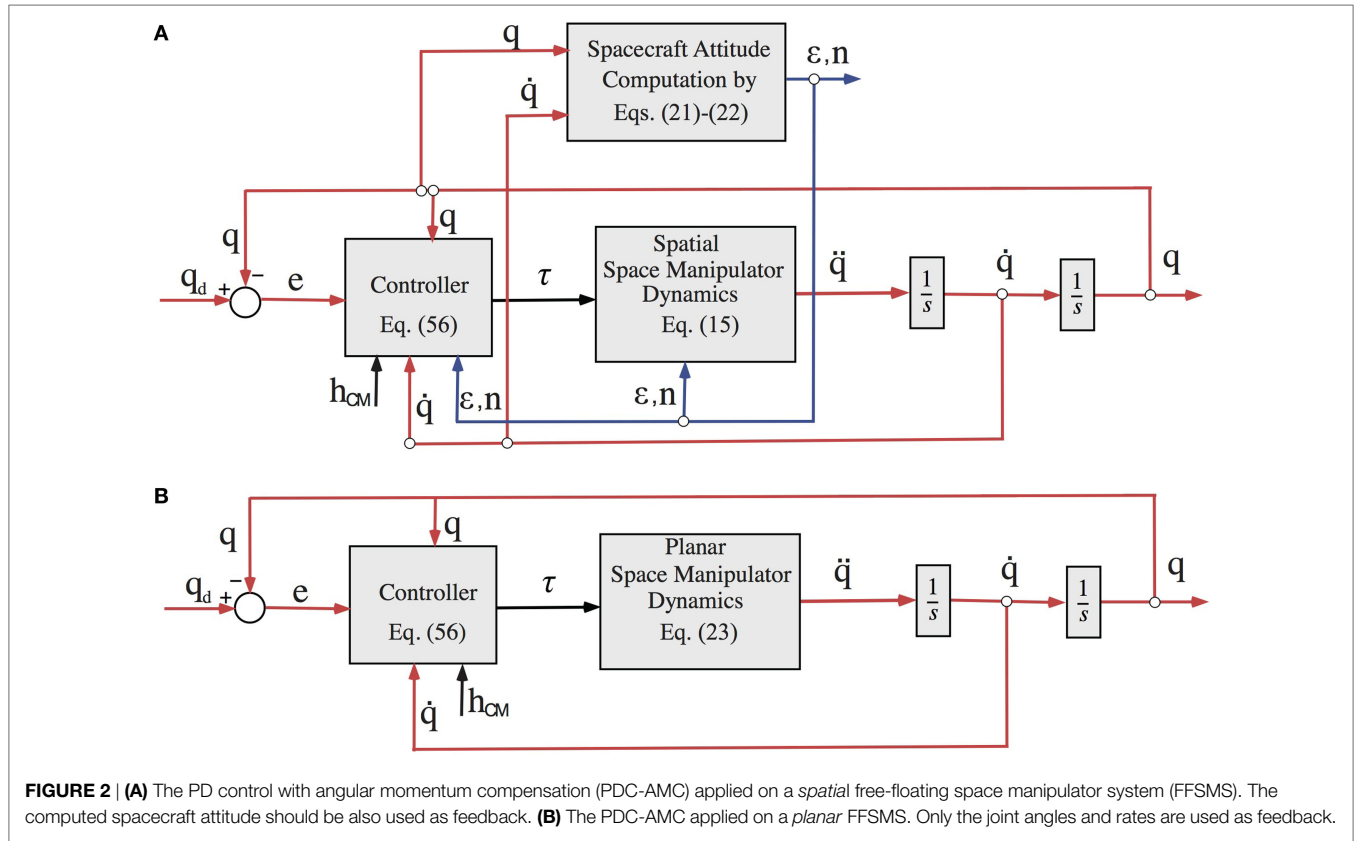 A
q
q̇
Spacecraft Attitude
Computation by
Eqs. (21)-(22)
ε,n
q
q_d + −
e
q
Controller
Eq. (56)
h_CM
q̇
ε,n
τ
Spatial
Space Manipulator
Dynamics
Eq. (15)
ε,n
q̈
1/s
q̇
1/s
q
B
q
q_d + −
e
q
Controller
Eq. (56)
q̇
h_CM
τ
Planar
Space Manipulator
Dynamics
Eq. (23)
q̈
1/s
q̇
1/s
q
FIGURE 2 | (A) The PD control with angular momentum compensation (PDC-AMC) applied on a spatial free-floating space manipulator system (FFSMS). The
computed spacecraft attitude should be also used as feedback. (B) The PDC-AMC applied on a planar FFSMS. Only the joint angles and rates are used as feedback.